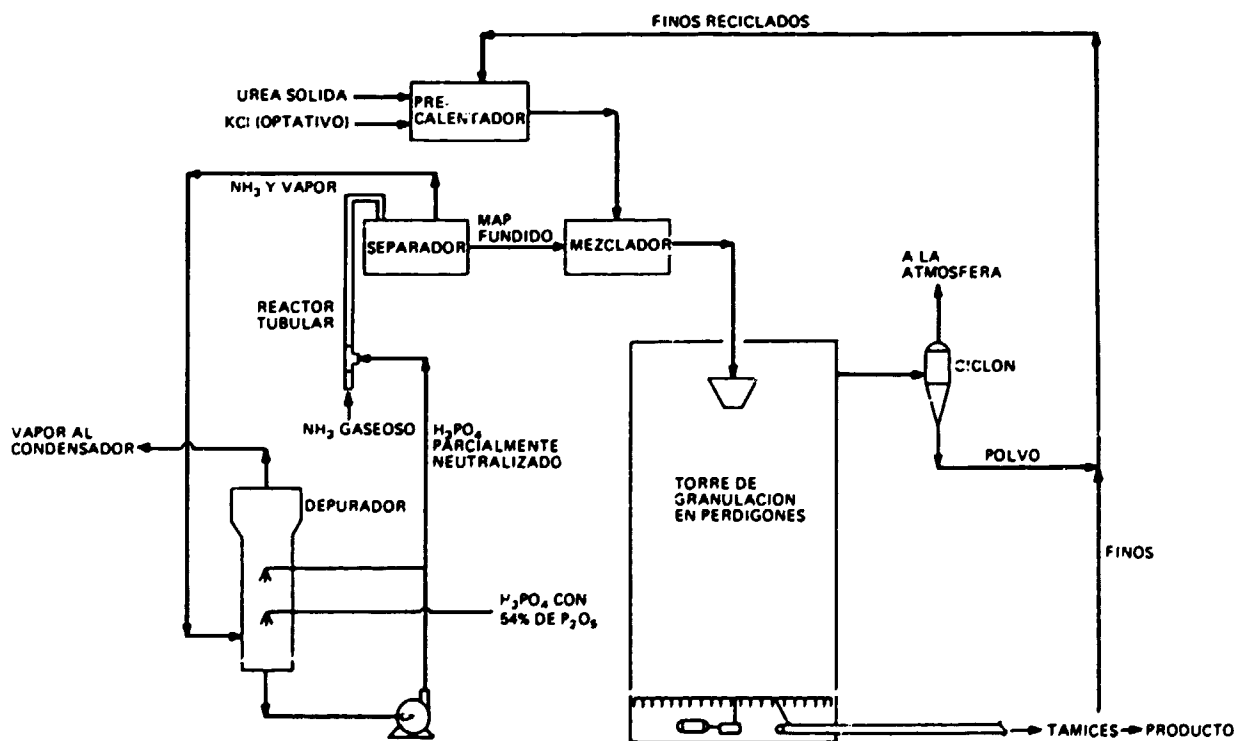 FINOS RECICLADOS
UREA SOLIDA
KCl (OPTATIVO)
PRE-
CALENTADOR
NH₃ Y VAPOR
SEPARADOR
MAP
FUNDIDO
MEZCLADOR
A LA
ATMOSFERA
REACTOR
TUBULAR
CICLON
NH₃ GASEOSO
H₃PO₄
PARCIALMENTE
NEUTRALIZADO
VAPOR AL
CONDENSADOR
POLVO
DEPURADOR
TORRE DE
GRANULACION
EN PERDIGONES
FINOS
H₃PO₄ CON
54% DE P₂O₅
TAMICES
PRODUCTO